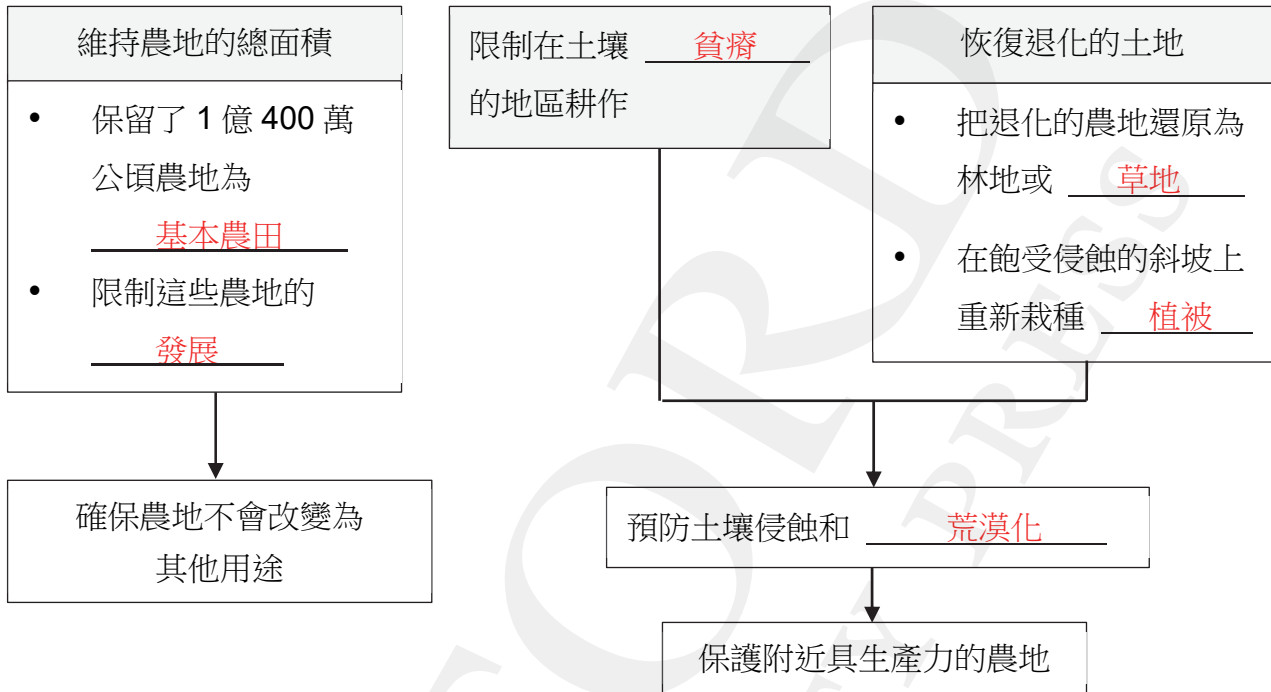 維持農地的總面積
• 保留了 1 億 400 萬
公頃農地為
基本農田
• 限制這些農地的
發展
確保農地不會改變為
其他用途
限制在土壤 貧瘠
的地區耕作
恢復退化的土地
• 把退化的農地還原為
林地或 草地
• 在飽受侵蝕的斜坡上
重新栽種 植被
預防土壤侵蝕和 荒漠化
保護附近具生產力的農地
ORD
Y PRESS